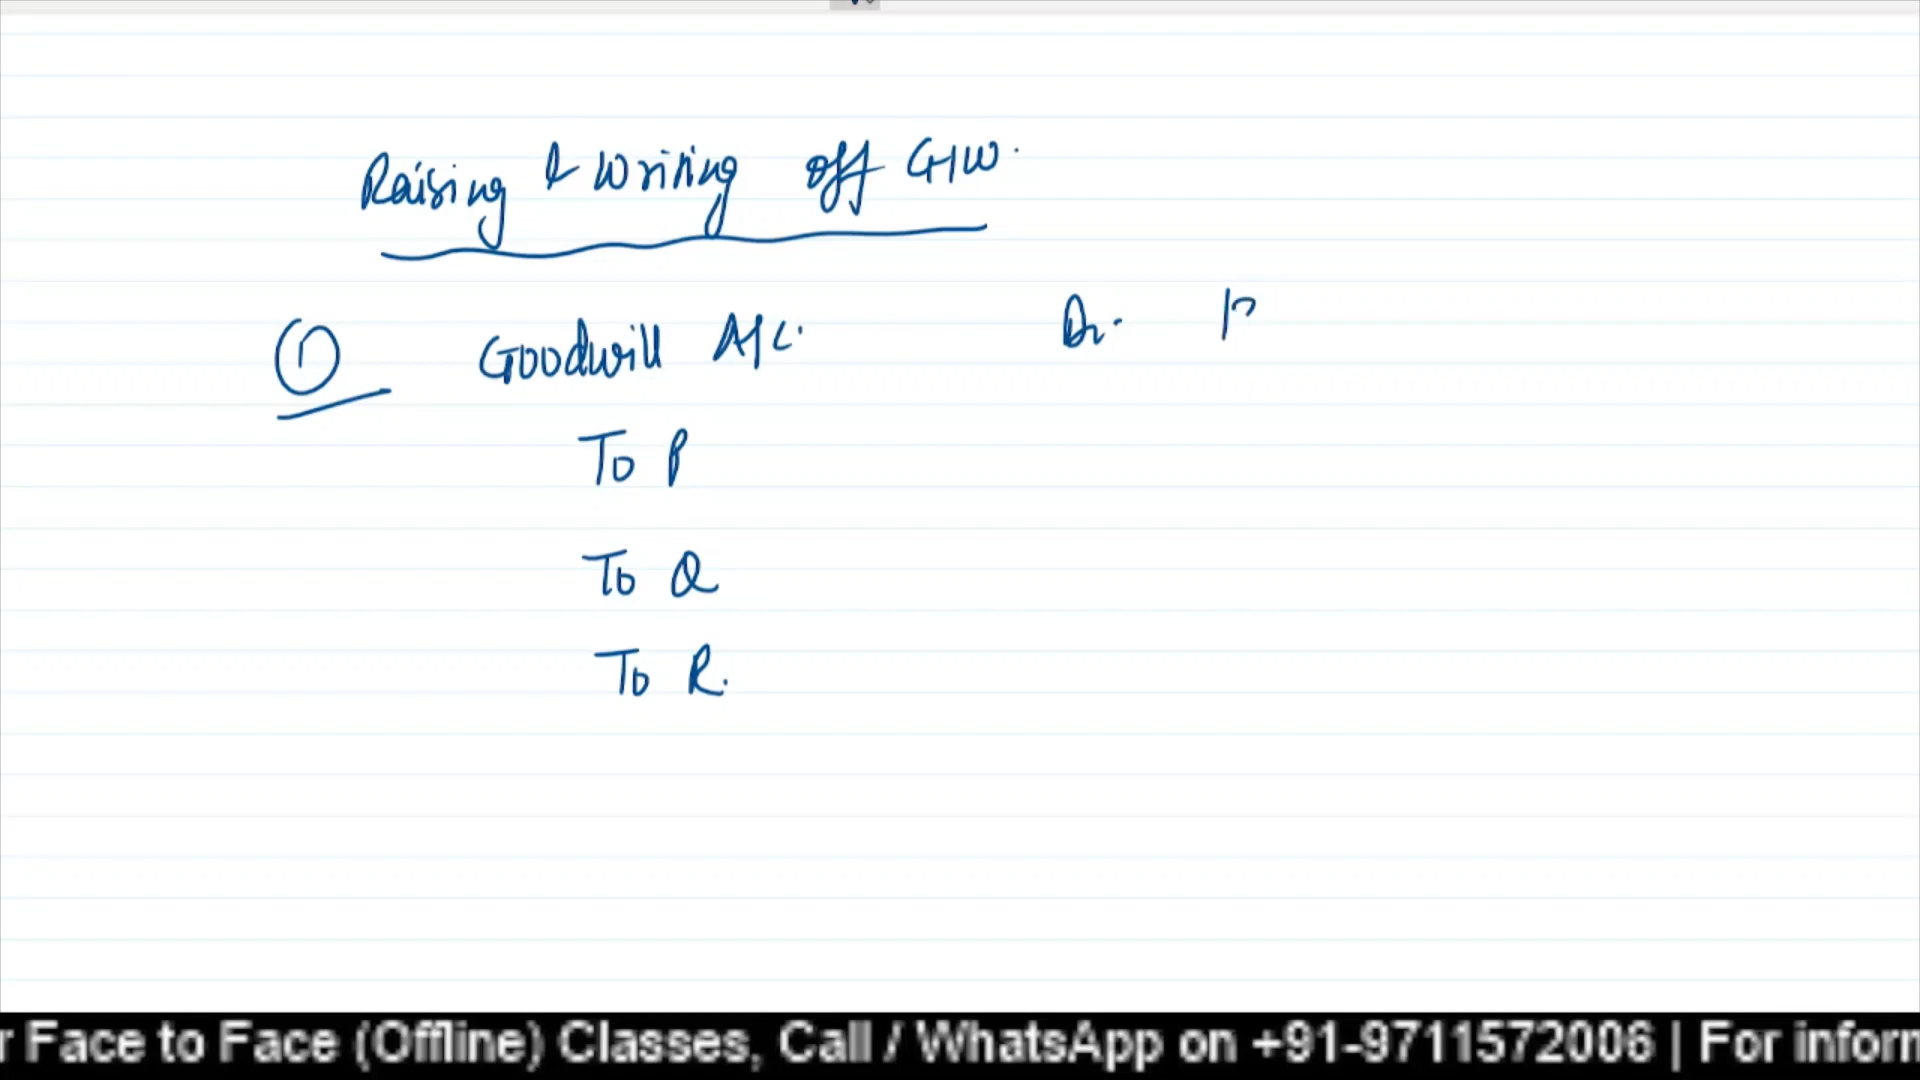 Raising & Writing off G/W.
① Goodwill A/c. Dr.
To P
To Q
To R.
r Face to Face (Offline) Classes, Call / WhatsApp on +91-9711572006 | For inform